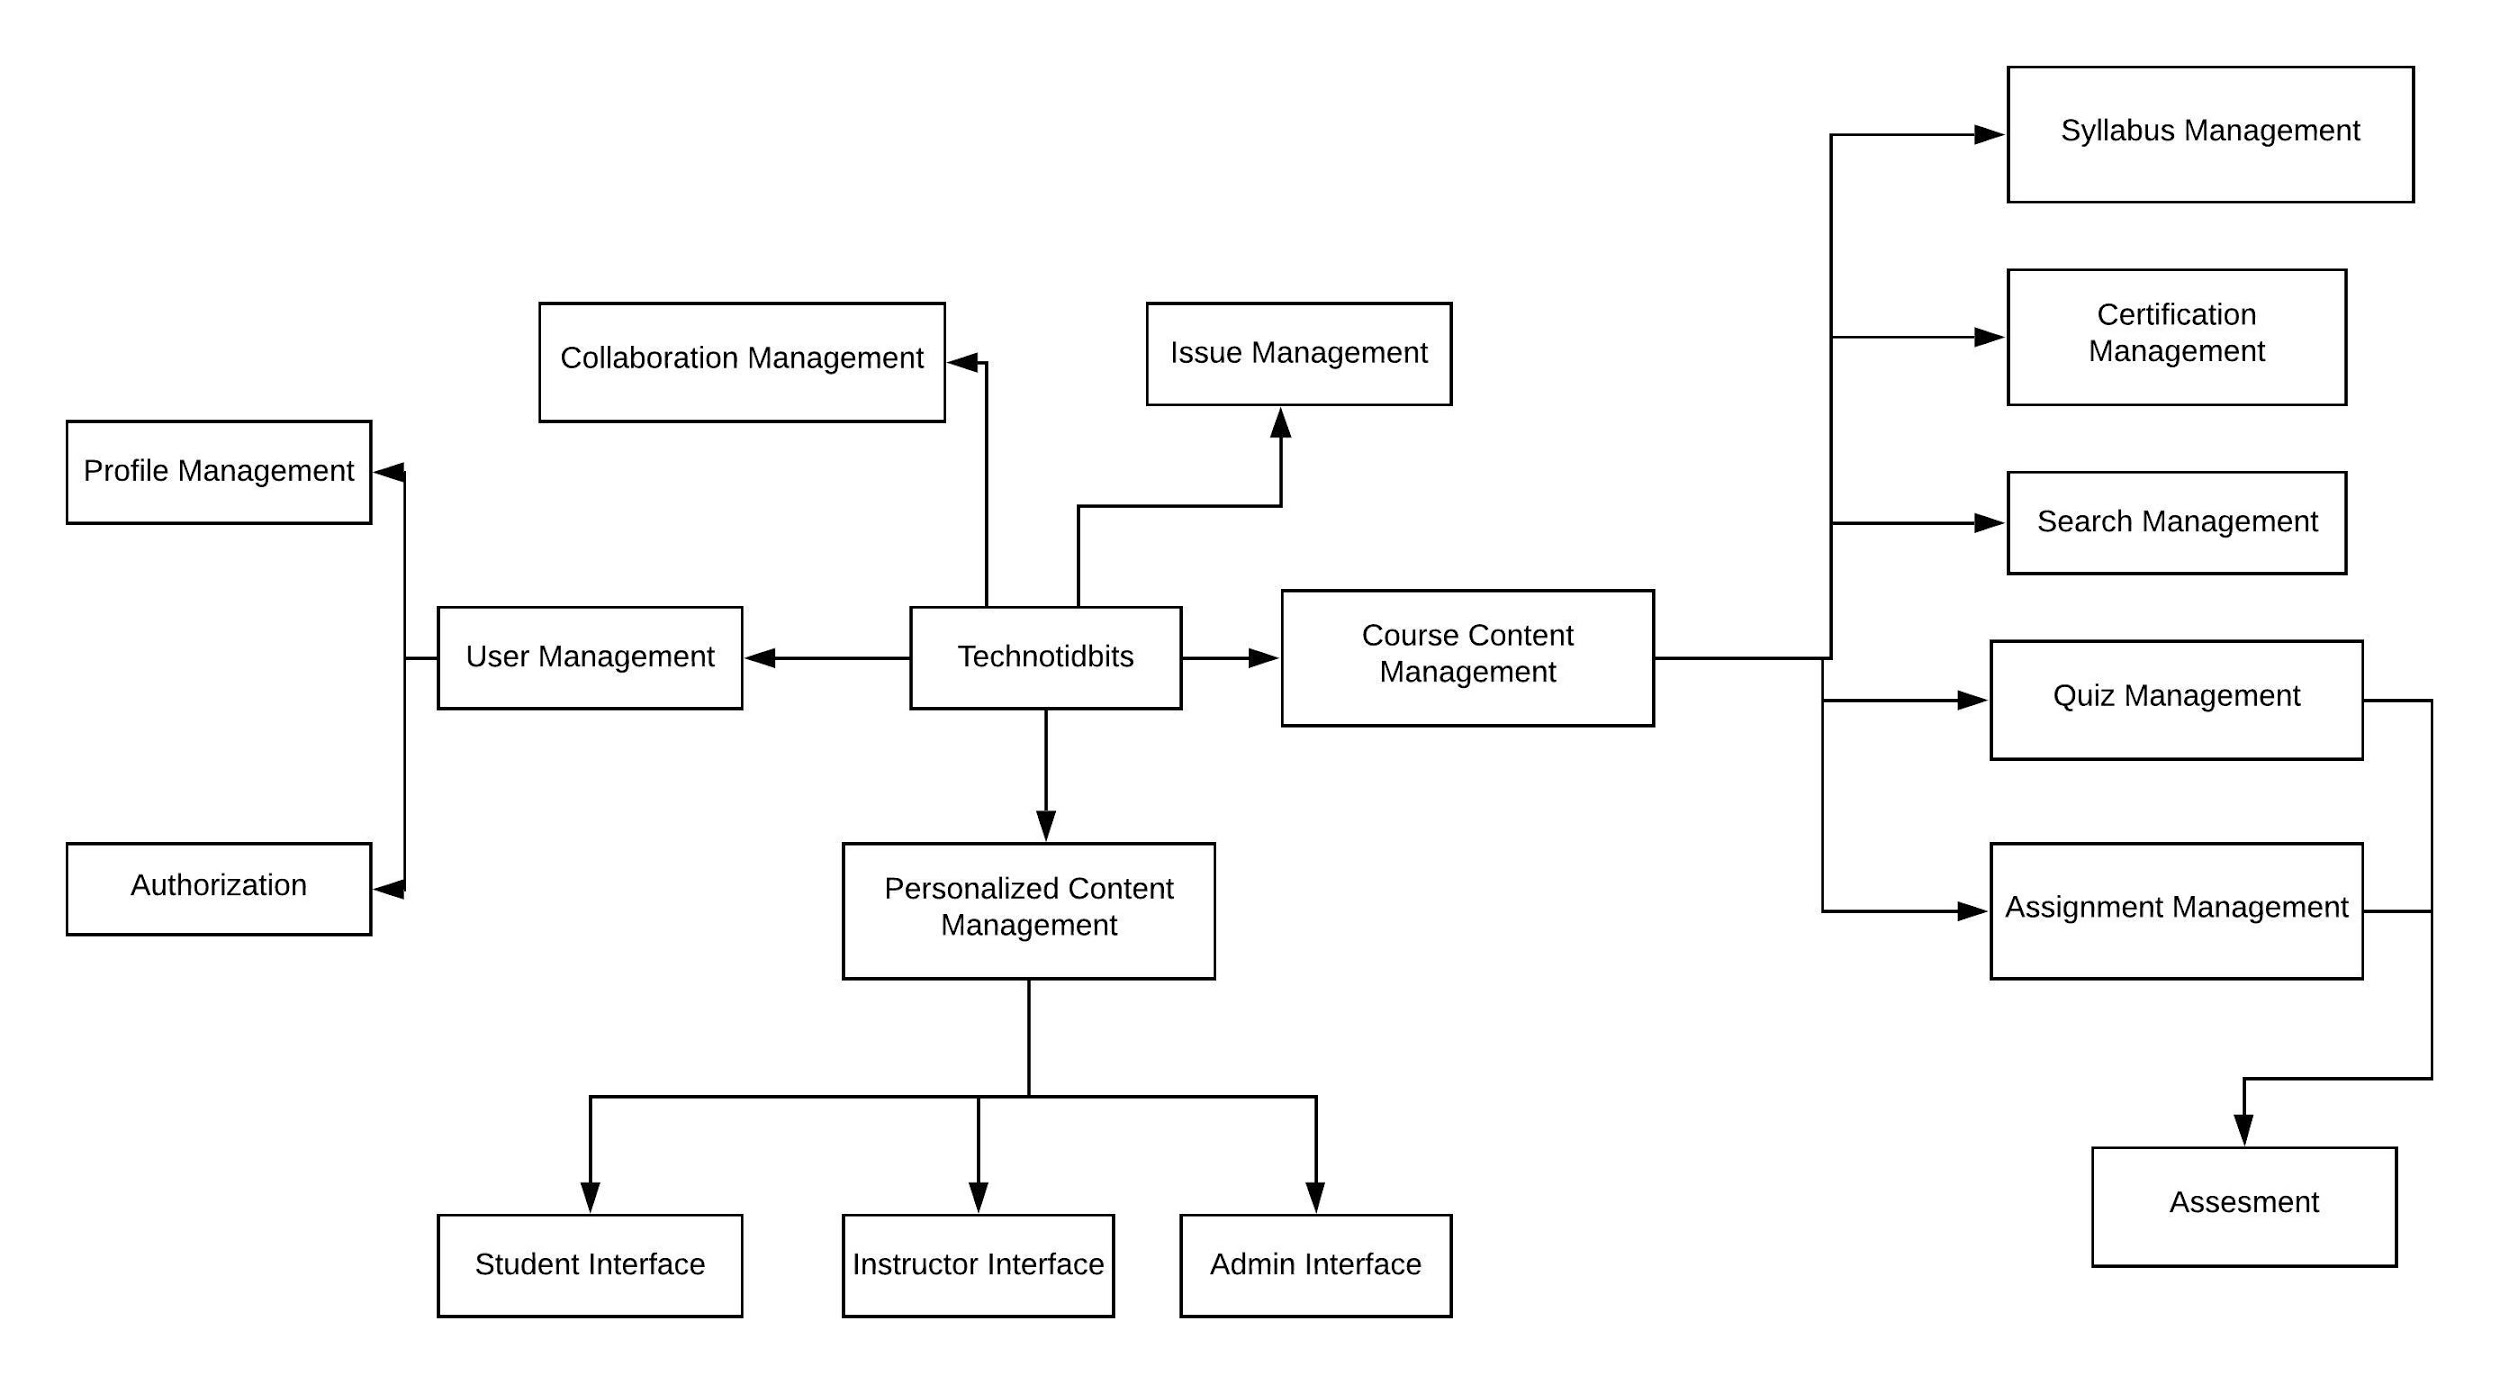 Syllabus Management
Certification
Management
Collaboration Management
Issue Management
Profile Management
Search Management
User Management
Technotidbits
Course Content
Management
Quiz Management
Authorization
Personalized Content
Management
Assignment Management
Assesment
Student Interface
Instructor Interface
Admin Interface